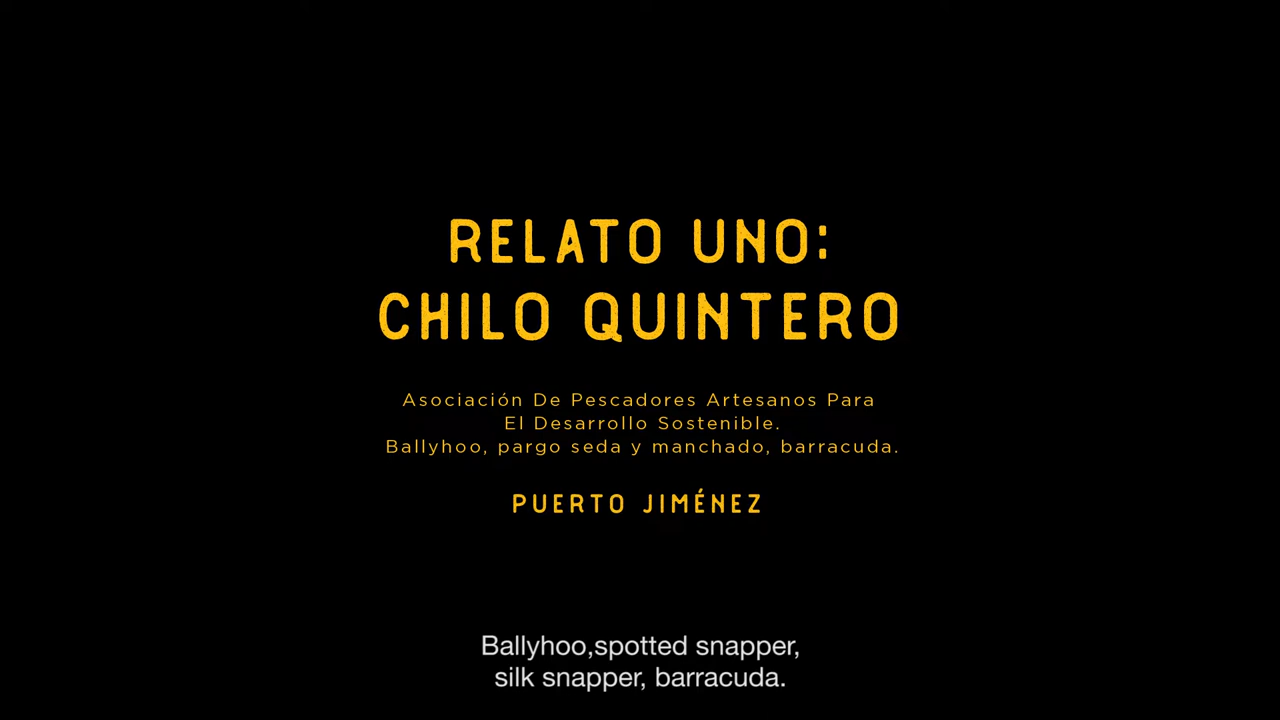 RELATO UNO:
CHILO QUINTERO
Asociación De Pescadores Artesanos Para
El Desarrollo Sostenible.
Ballyhoo, pargo seda y manchado, barracuda.
PUERTO JIMÉNEZ
Ballyhoo,spotted snapper,
silk snapper, barracuda.